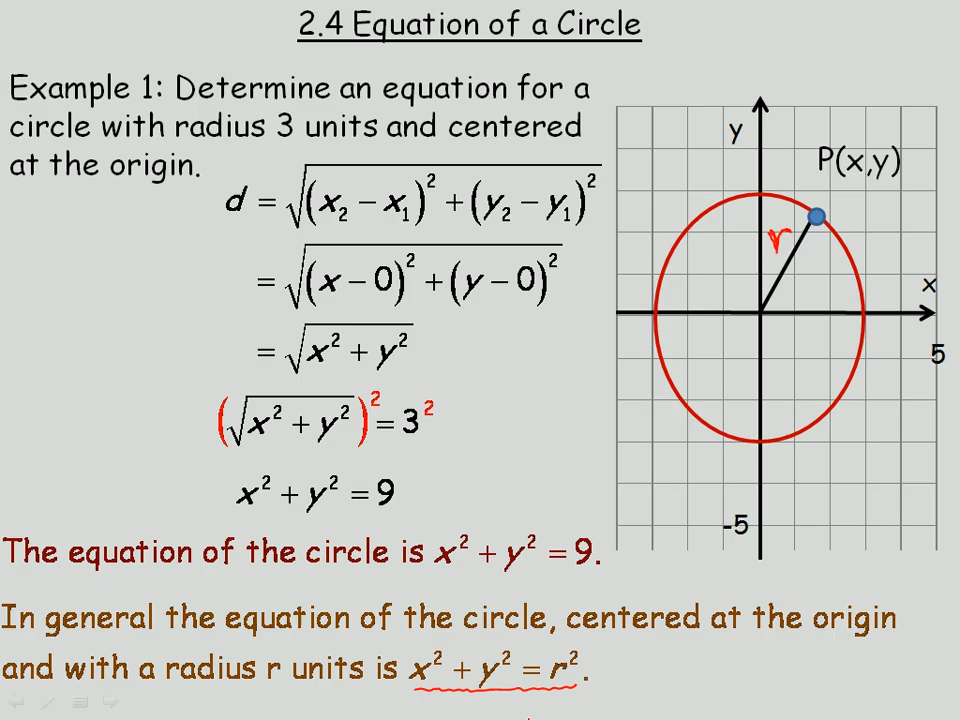 2.4 Equation of a Circle
Example 1: Determine an equation for a
circle with radius 3 units and centered
at the origin.
d = √((x₂ − x₁)² + (y₂ − y₁)²)
= √((x − 0)² + (y − 0)²)
= √(x² + y²)
(√(x² + y²))² = 3²
x² + y² = 9
The equation of the circle is x² + y² = 9.
In general the equation of the circle, centered at the origin
and with a radius r units is x² + y² = r².
y
P(x,y)
r
x
5
-5